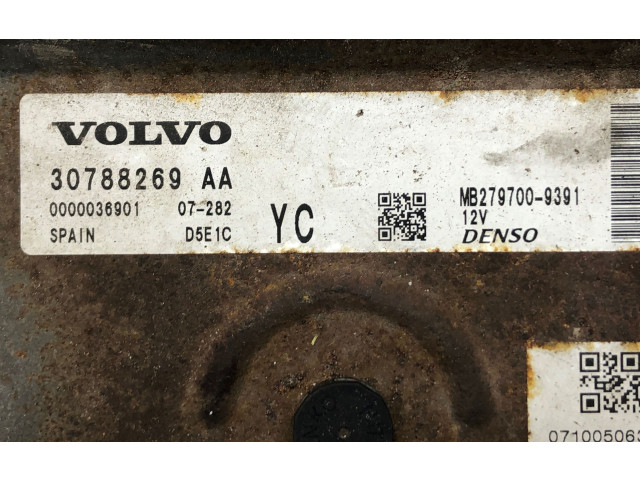 VOLVO
30788269 AA
0000036901 07-282
SPAIN D5E1C
YC
MB279700-9391
12V
DENSO
071005063